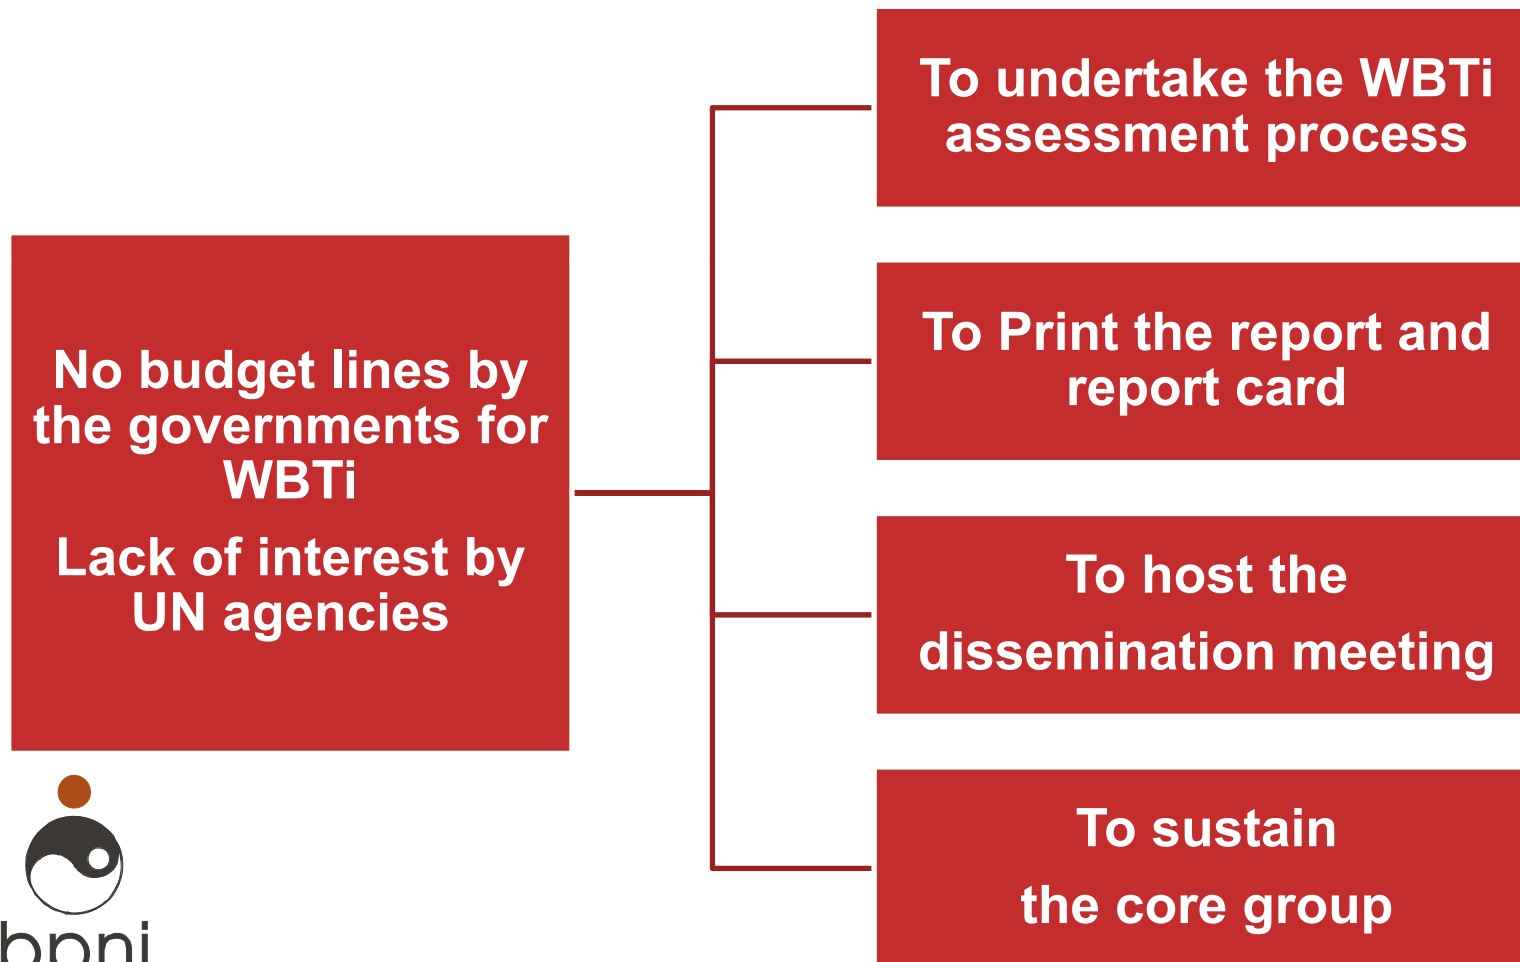 No budget lines by
the governments for
WBTi
Lack of interest by
UN agencies
To undertake the WBTi
assessment process
To Print the report and
report card
To host the
dissemination meeting
To sustain
the core group
bpni